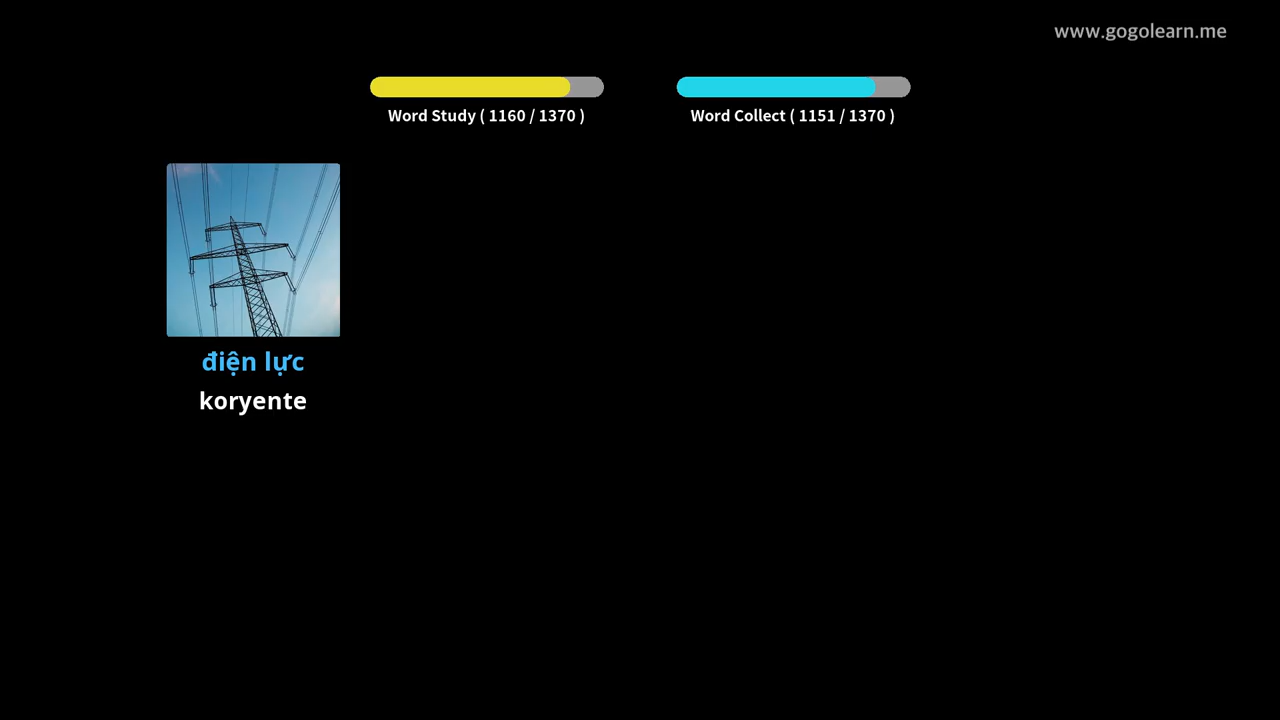 www.gogolearn.me
Word Study ( 1160 / 1370 )
Word Collect ( 1151 / 1370 )
điện lực
koryente